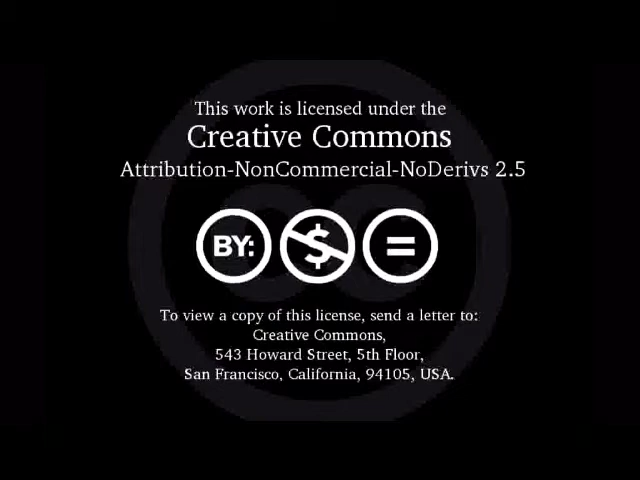 This work is licensed under the
Creative Commons
Attribution-NonCommercial-NoDerivs 2.5
BY: $ =
To view a copy of this license, send a letter to:
Creative Commons,
543 Howard Street, 5th Floor,
San Francisco, California, 94105, USA.